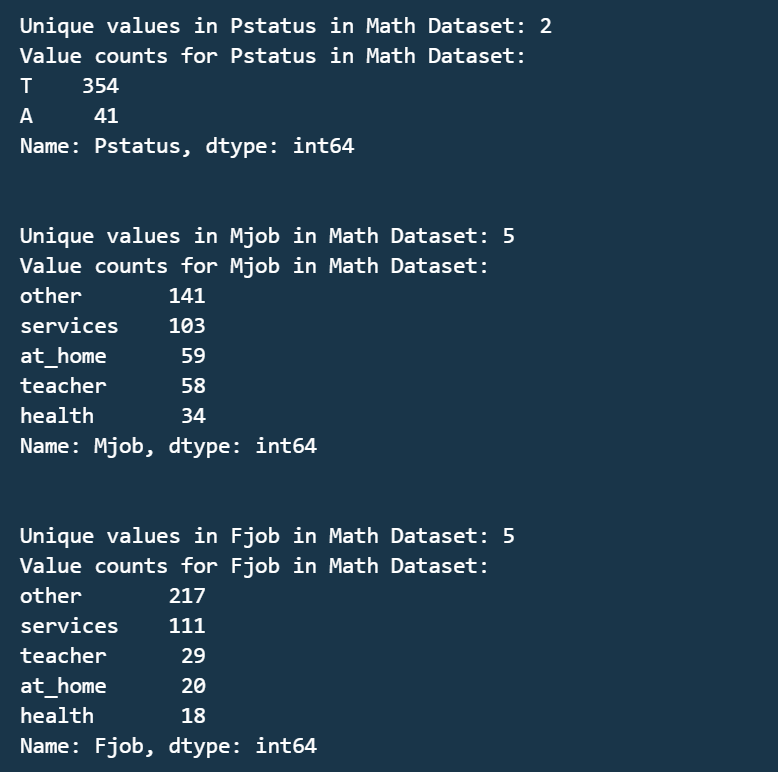 Unique values in Pstatus in Math Dataset: 2
Value counts for Pstatus in Math Dataset:
T    354
A     41
Name: Pstatus, dtype: int64
Unique values in Mjob in Math Dataset: 5
Value counts for Mjob in Math Dataset:
other       141
services    103
at_home      59
teacher      58
health       34
Name: Mjob, dtype: int64
Unique values in Fjob in Math Dataset: 5
Value counts for Fjob in Math Dataset:
other       217
services    111
teacher      29
at_home      20
health       18
Name: Fjob, dtype: int64